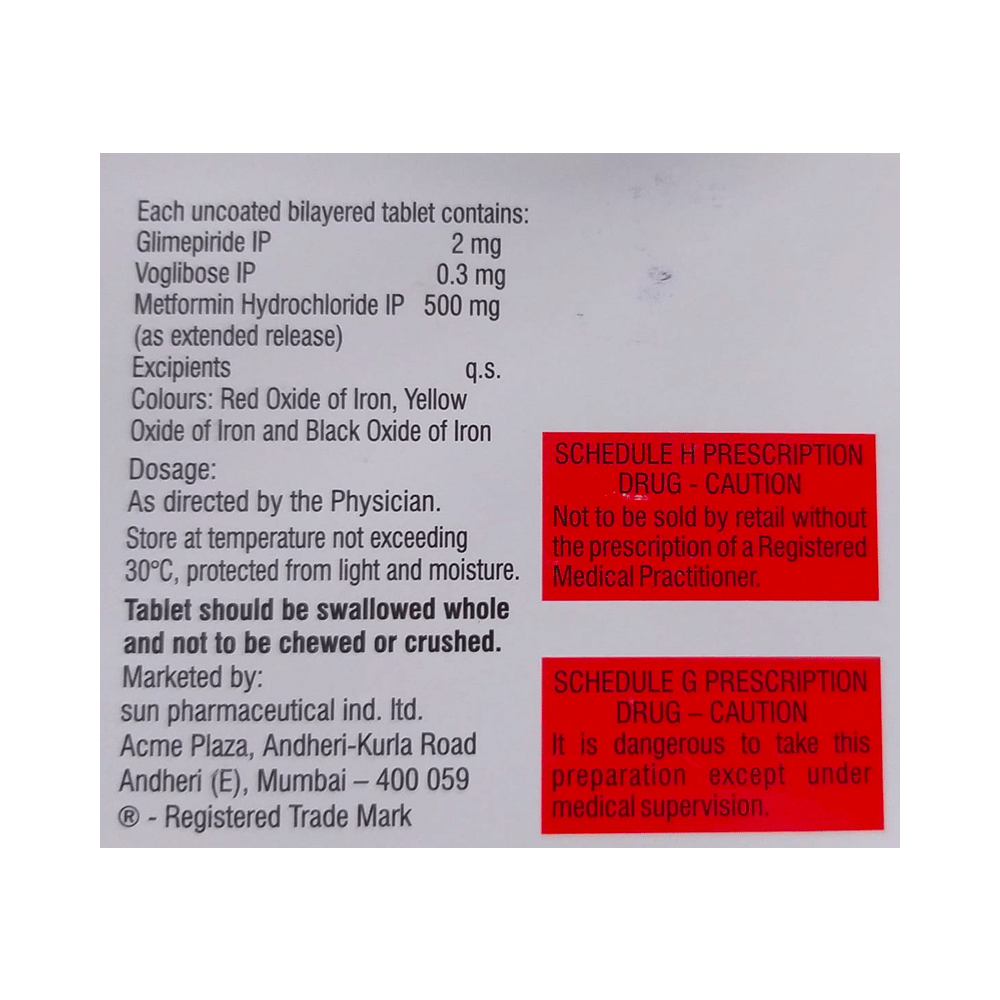 Each uncoated bilayered tablet contains:
Glimepiride IP 2 mg
Voglibose IP 0.3 mg
Metformin Hydrochloride IP 500 mg
(as extended release)
Excipients q.s.
Colours: Red Oxide of Iron, Yellow
Oxide of Iron and Black Oxide of Iron
Dosage:
As directed by the Physician.
Store at temperature not exceeding
30°C, protected from light and moisture.
Tablet should be swallowed whole
and not to be chewed or crushed.
Marketed by:
sun pharmaceutical ind. ltd.
Acme Plaza, Andheri-Kurla Road
Andheri (E), Mumbai – 400 059
® - Registered Trade Mark
SCHEDULE H PRESCRIPTION
DRUG - CAUTION
Not to be sold by retail without
the prescription of a Registered
Medical Practitioner.
SCHEDULE G PRESCRIPTION
DRUG – CAUTION
It is dangerous to take this
preparation except under
medical supervision.